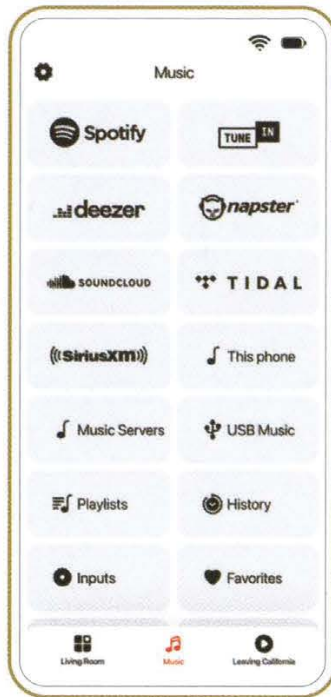 Music
Spotify
TUNE IN
deezer
napster
SOUNDCLOUD
TIDAL
((SiriusXM))
This phone
Music Servers
USB Music
Playlists
History
Inputs
Favorites
Living Room
Music
Leaving California